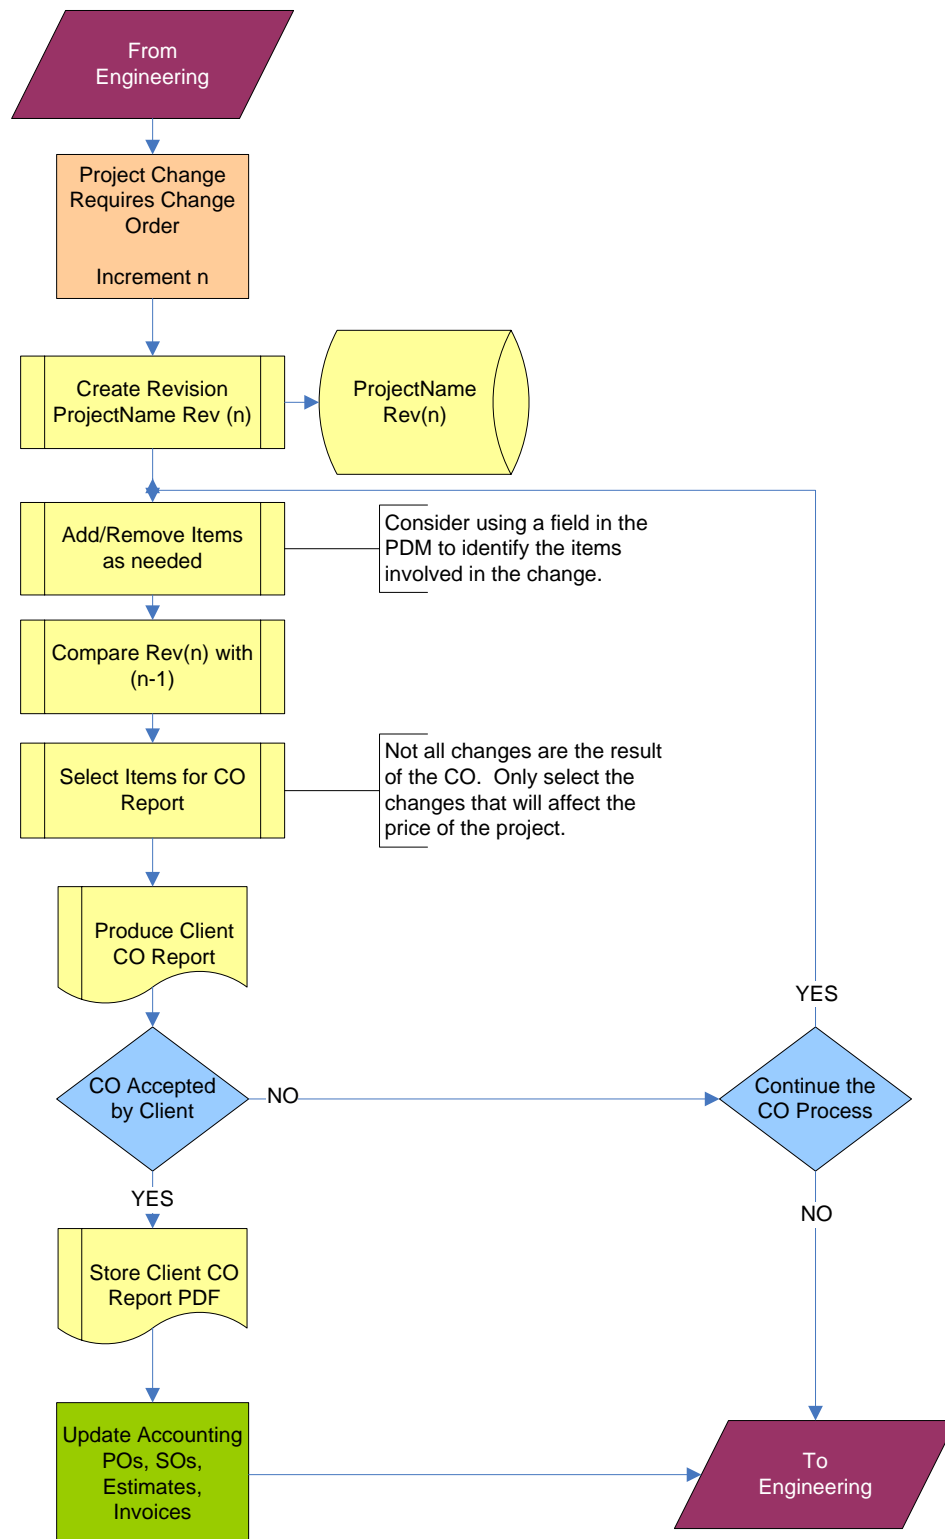 From
Engineering
Project Change
Requires Change
Order
Increment n
Create Revision
ProjectName Rev (n)
ProjectName
Rev(n)
Add/Remove Items
as needed
Consider using a field in the
PDM to identify the items
involved in the change.
Compare Rev(n) with
(n-1)
Select Items for CO
Report
Not all changes are the result
of the CO.  Only select the
changes that will affect the
price of the project.
Produce Client
CO Report
YES
CO Accepted
by Client
NO
Continue the
CO Process
YES
NO
Store Client CO
Report PDF
Update Accounting
POs, SOs,
Estimates,
Invoices
To
Engineering